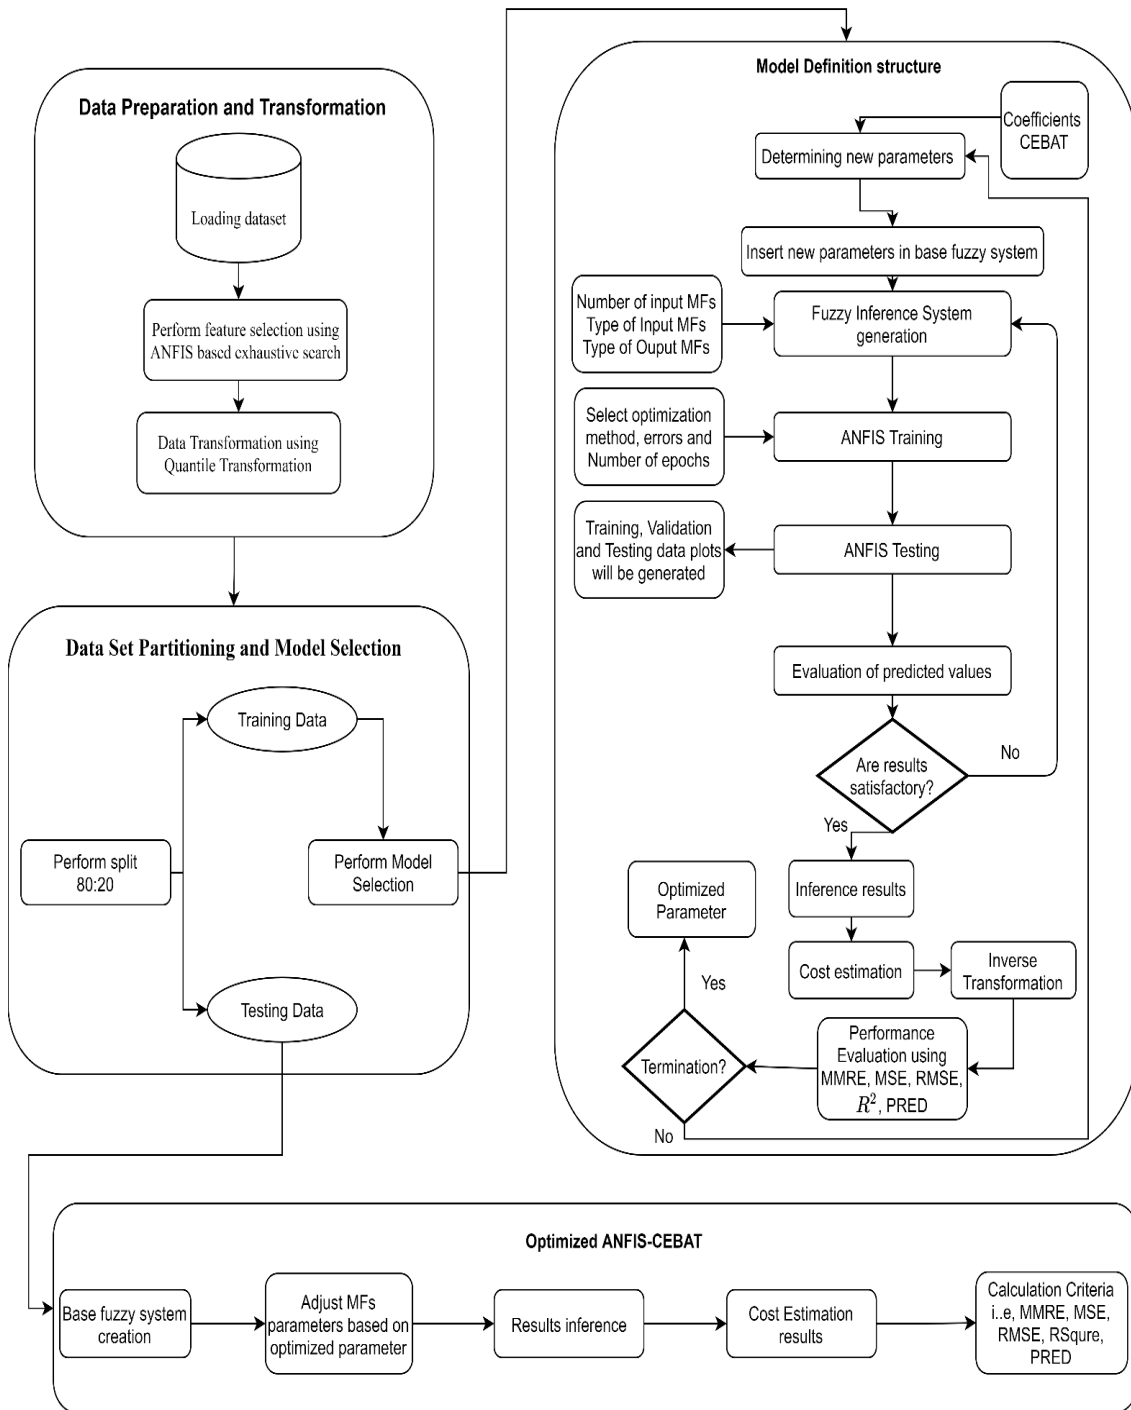 Data Preparation and Transformation
Loading dataset
Perform feature selection using
ANFIS based exhaustive search
Data Transformation using
Quantile Transformation
Data Set Partitioning and Model Selection
Training Data
Perform split
80:20
Perform Model
Selection
Testing Data
Model Definition structure
Coefficients
CEBAT
Determining new parameters
Insert new parameters in base fuzzy system
Number of input MFs
Type of Input MFs
Type of Ouput MFs
Fuzzy Inference System
generation
Select optimization
method, errors and
Number of epochs
ANFIS Training
Training, Validation
and Testing data plots
will be generated
ANFIS Testing
Evaluation of predicted values
Are results
satisfactory?
No
Yes
Inference results
Optimized
Parameter
Cost estimation
Inverse
Transformation
Yes
Performance
Evaluation using
MMRE, MSE, RMSE,
R², PRED
Termination?
No
Optimized ANFIS-CEBAT
Base fuzzy system
creation
Adjust MFs
parameters based on
optimized parameter
Results inference
Cost Estimation
results
Calculation Criteria
i..e, MMRE, MSE,
RMSE, RSqure,
PRED